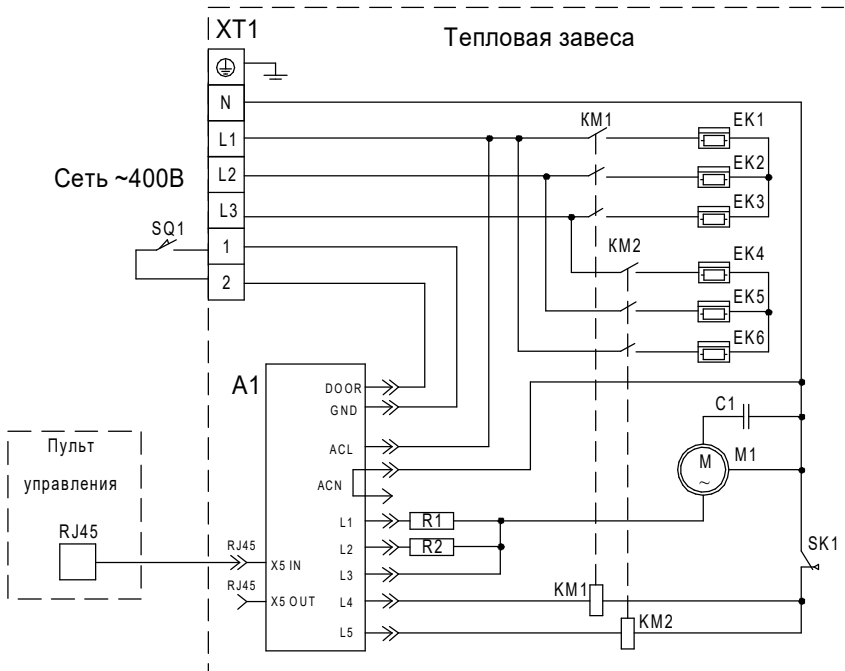 XT1
Тепловая завеса
N
L1
L2
L3
1
2
Сеть ~400В
SQ1
КМ1
EK1
EK2
EK3
КМ2
EK4
EK5
EK6
A1
DOOR
GND
ACL
ACN
L1
L2
L3
L4
L5
R1
R2
C1
M
~
M1
SK1
KM1
KM2
Пульт
управления
RJ45
RJ45
X5 IN
RJ45
X5 OUT